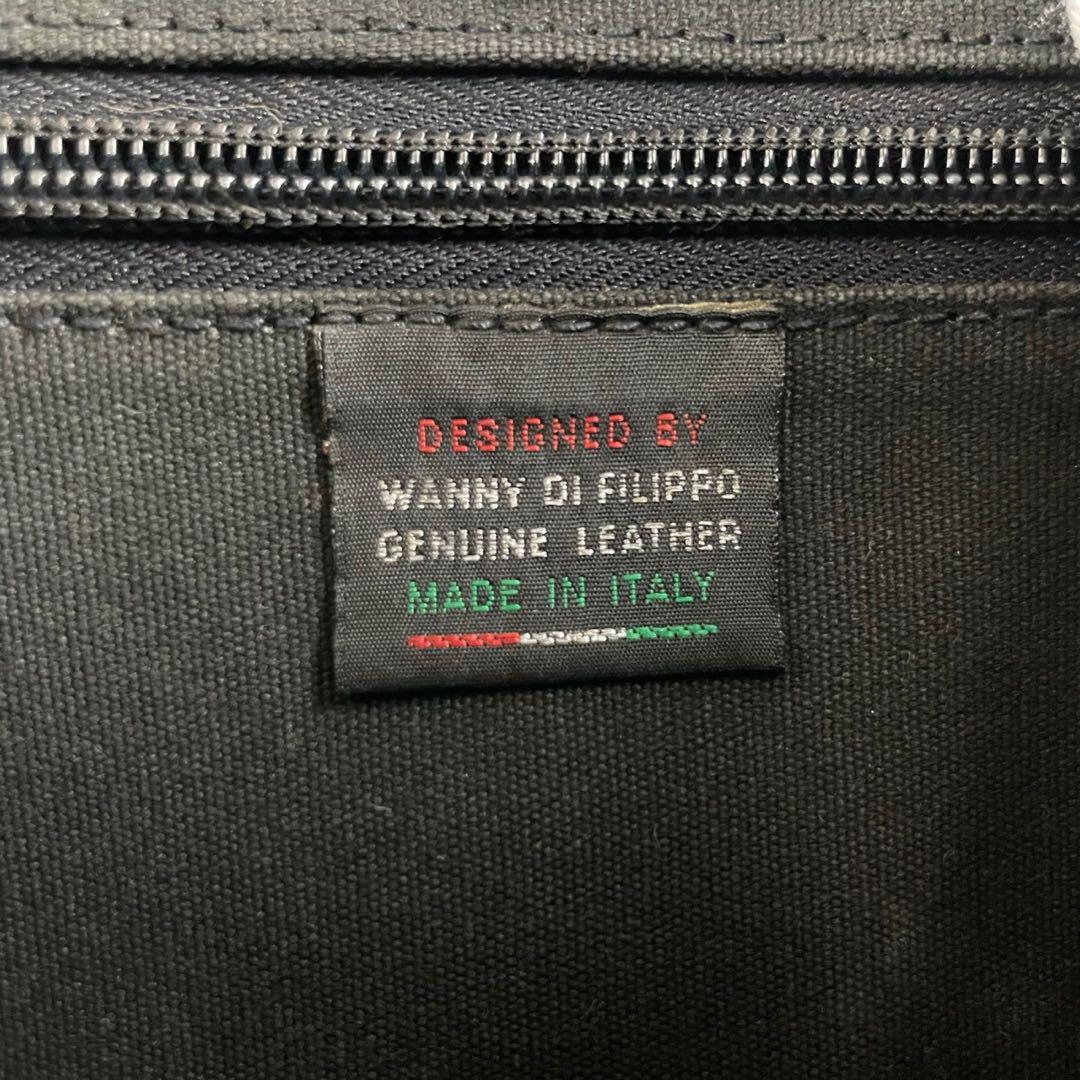 DESIGNED BY
WANNY DI FILIPPO
GENUINE LEATHER
MADE IN ITALY